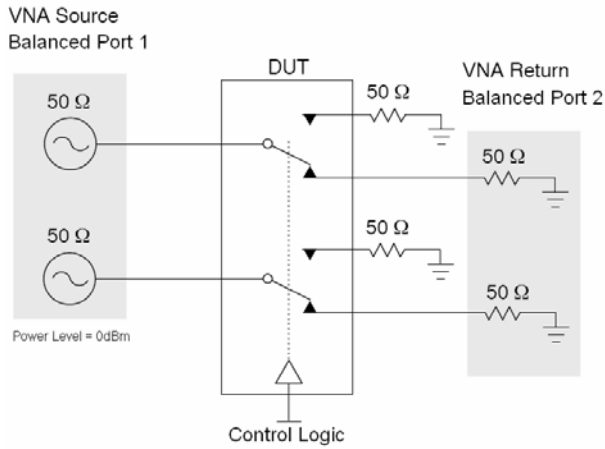 VNA Source
Balanced Port 1
DUT
VNA Return
Balanced Port 2
50 Ω
50 Ω
50 Ω
50 Ω
50 Ω
50 Ω
Power Level = 0dBm
Control Logic